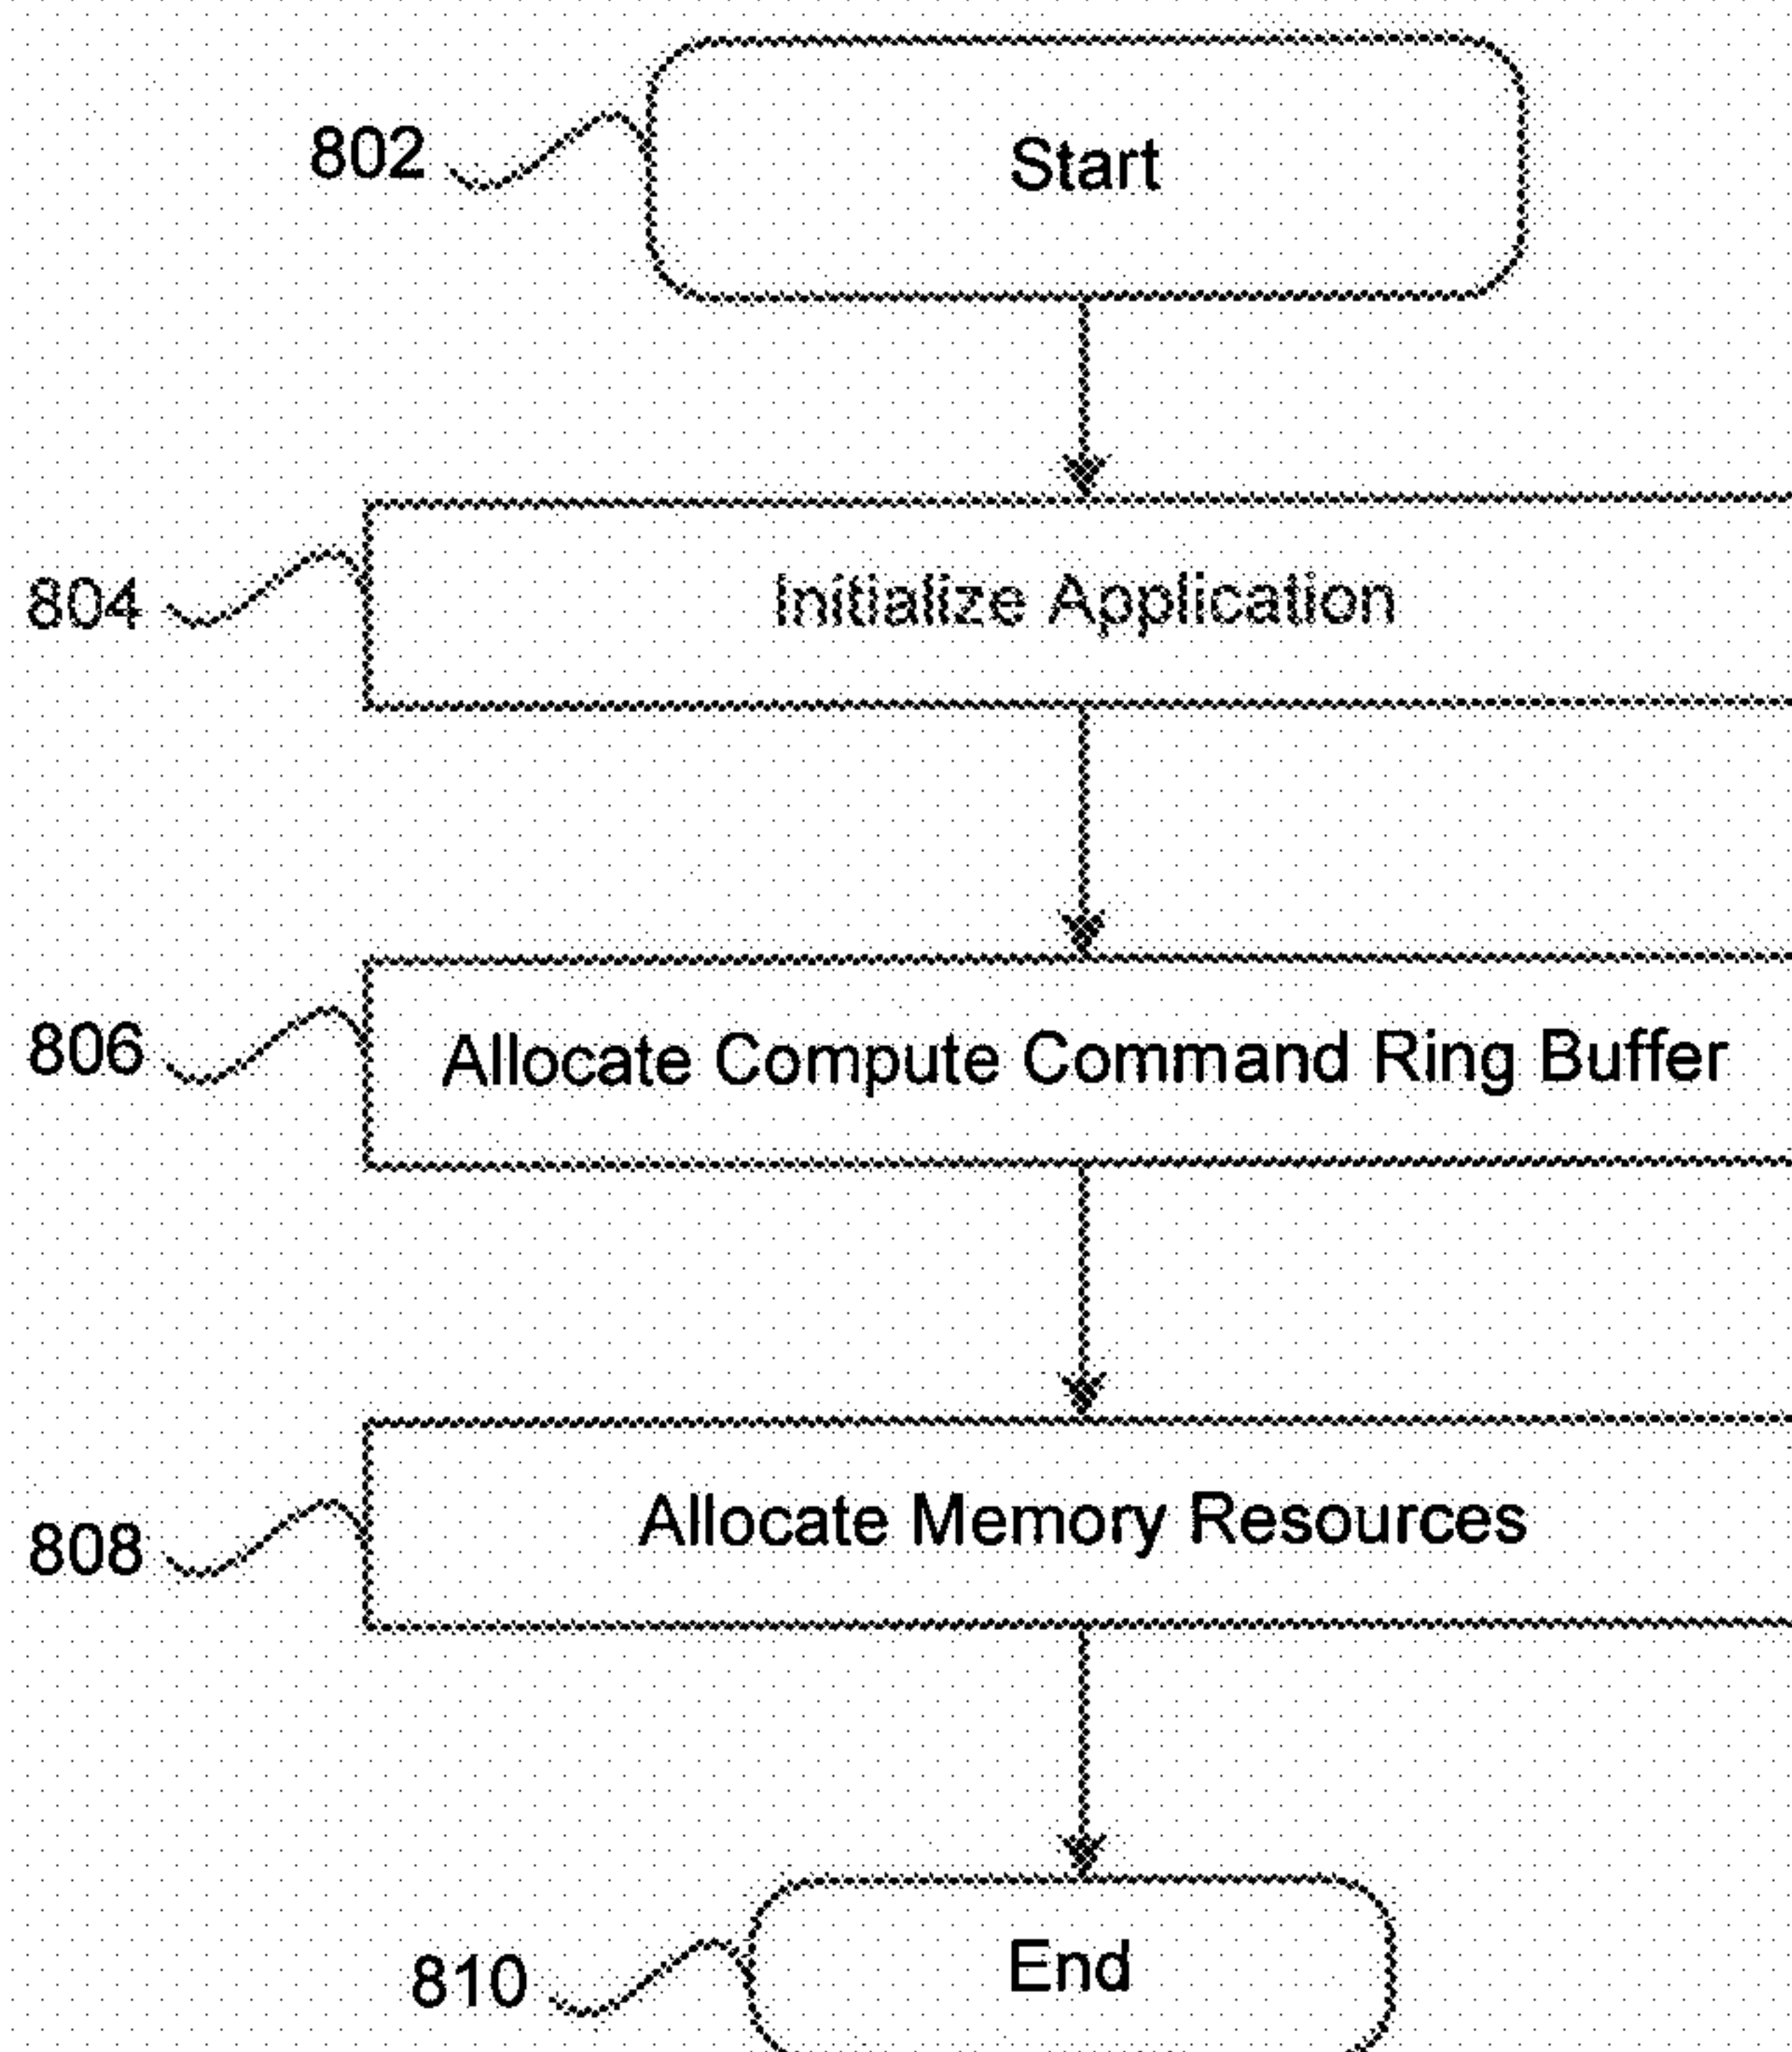 802 Start
804 Initialize Application
806 Allocate Compute Command Ring Buffer
808 Allocate Memory Resources
810 End